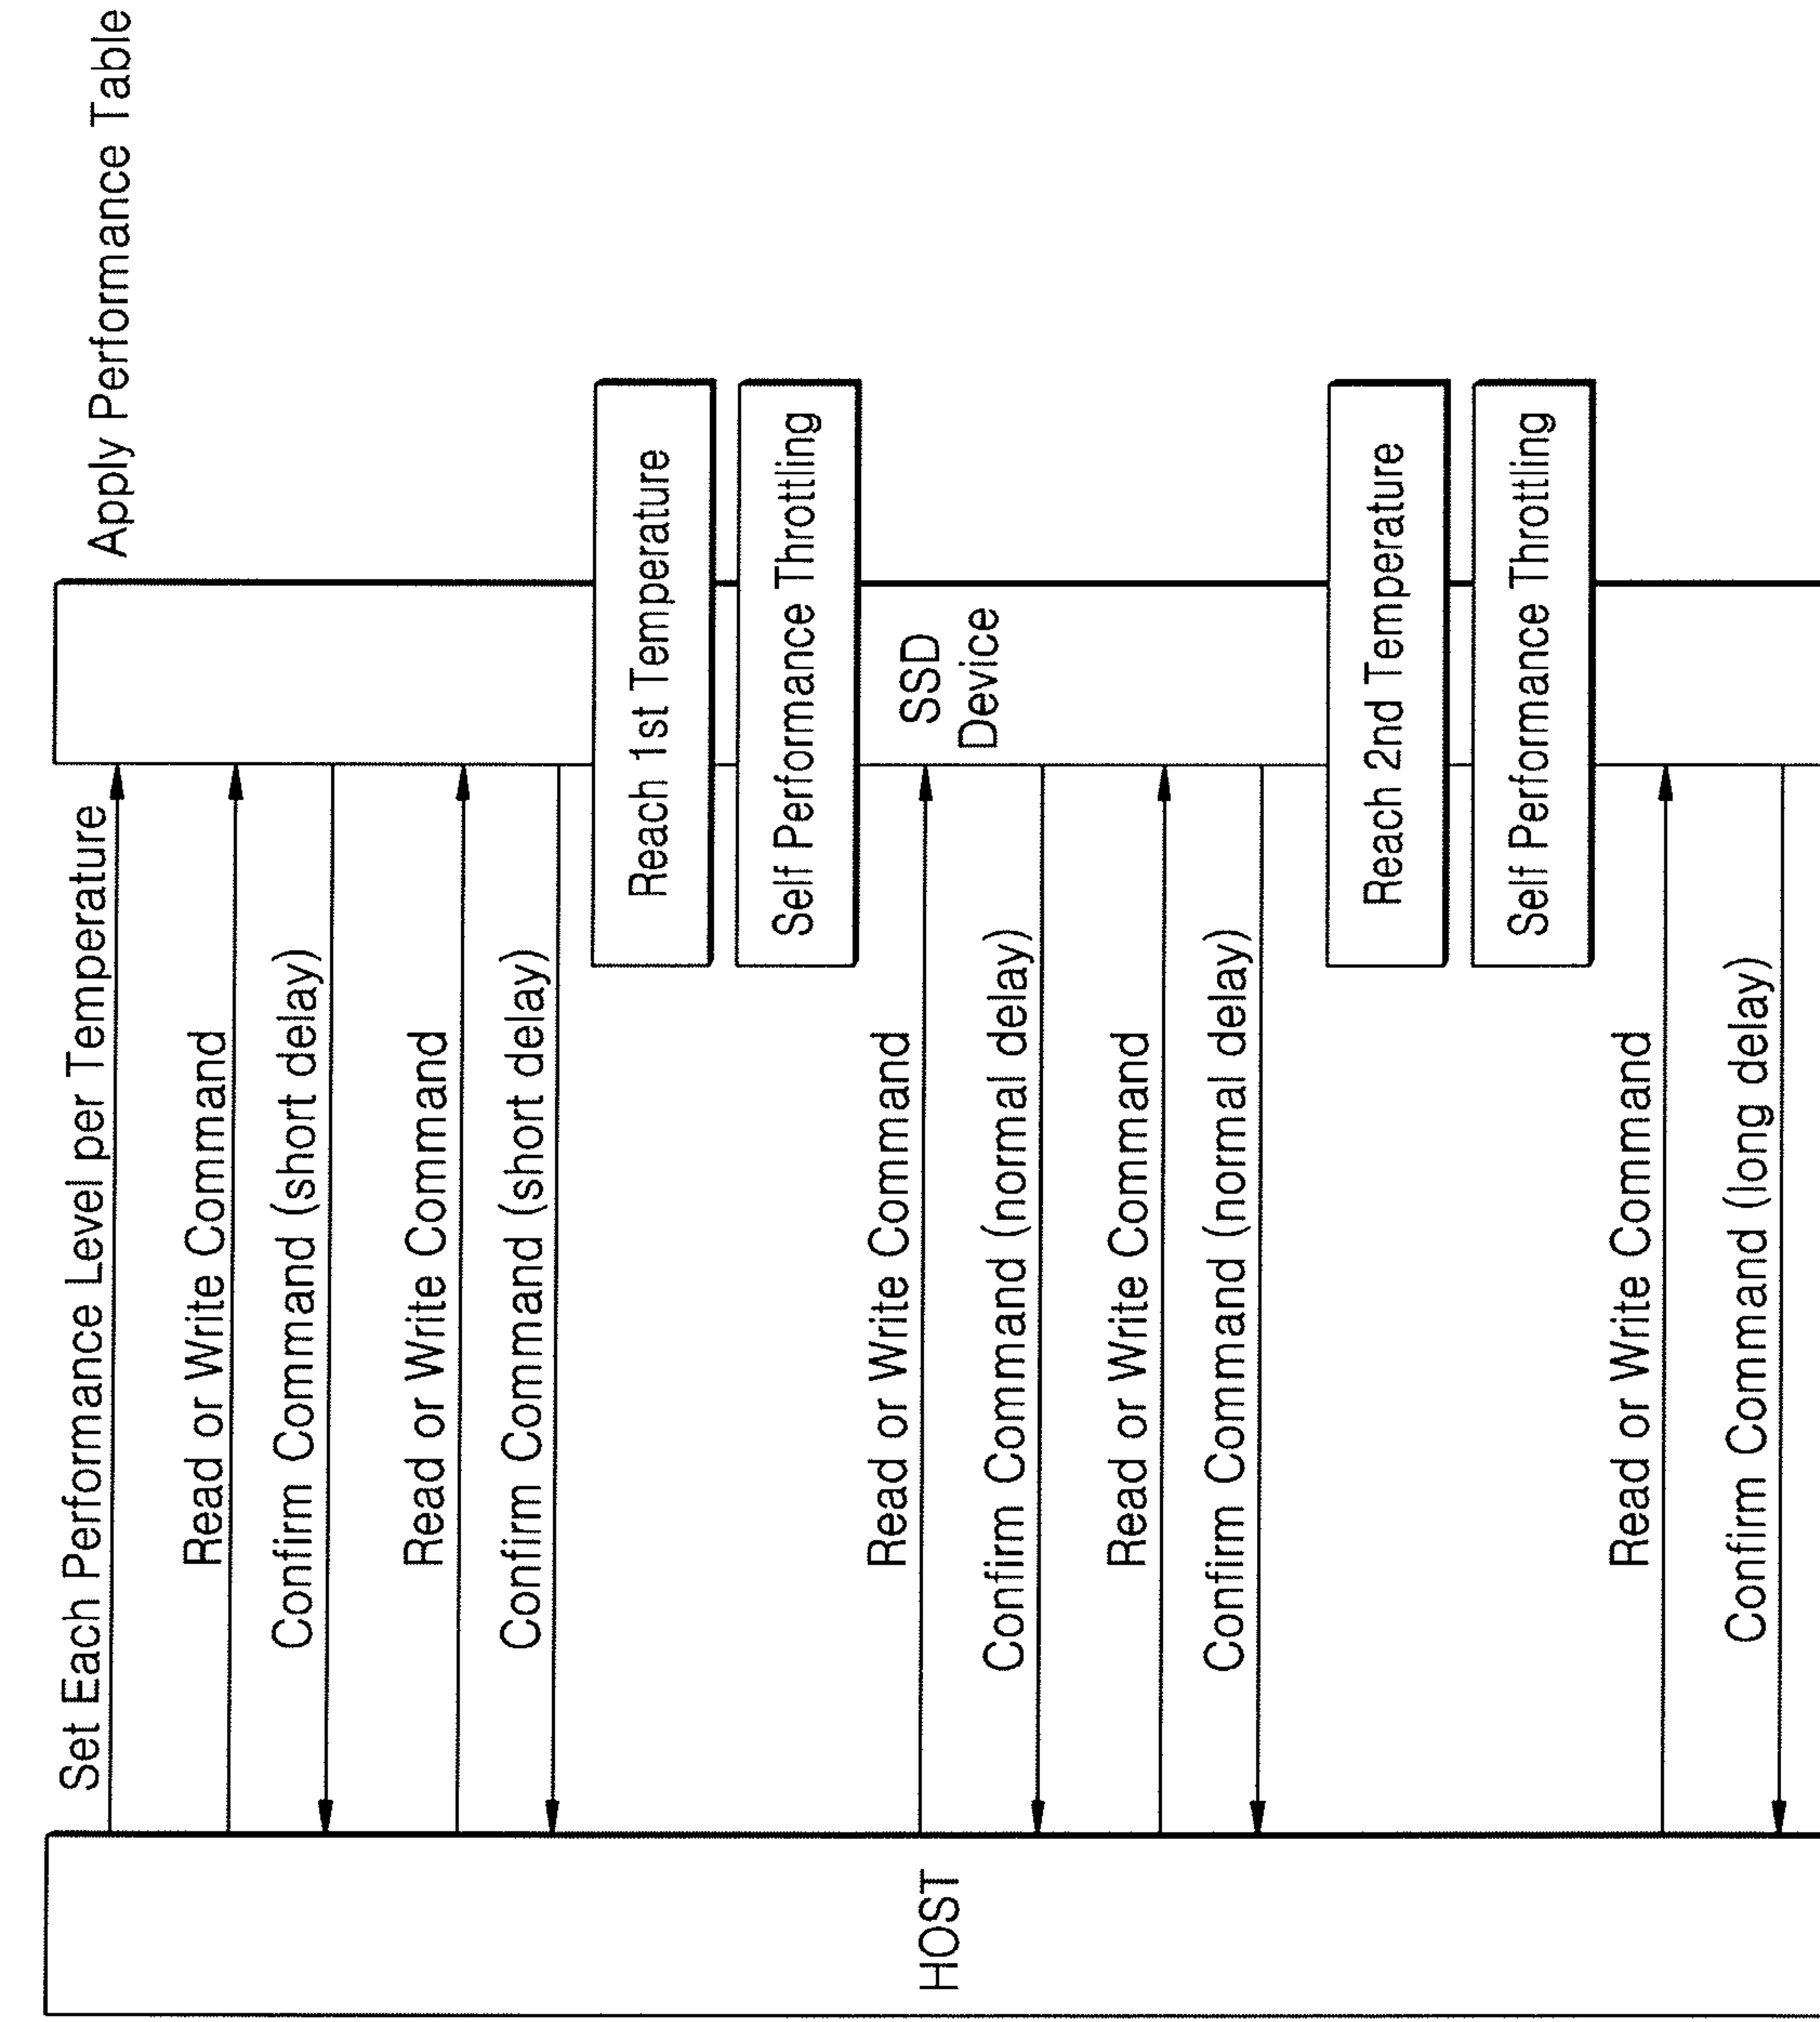 Apply Performance Table
Set Each Performance Level per Temperature
Read or Write Command
Confirm Command (short delay)
Read or Write Command
Confirm Command (short delay)
Reach 1st Temperature
Self Performance Throttling
HOST
SSD
Device
Read or Write Command
Confirm Command (normal delay)
Read or Write Command
Confirm Command (normal delay)
Reach 2nd Temperature
Self Performance Throttling
Read or Write Command
Confirm Command (long delay)